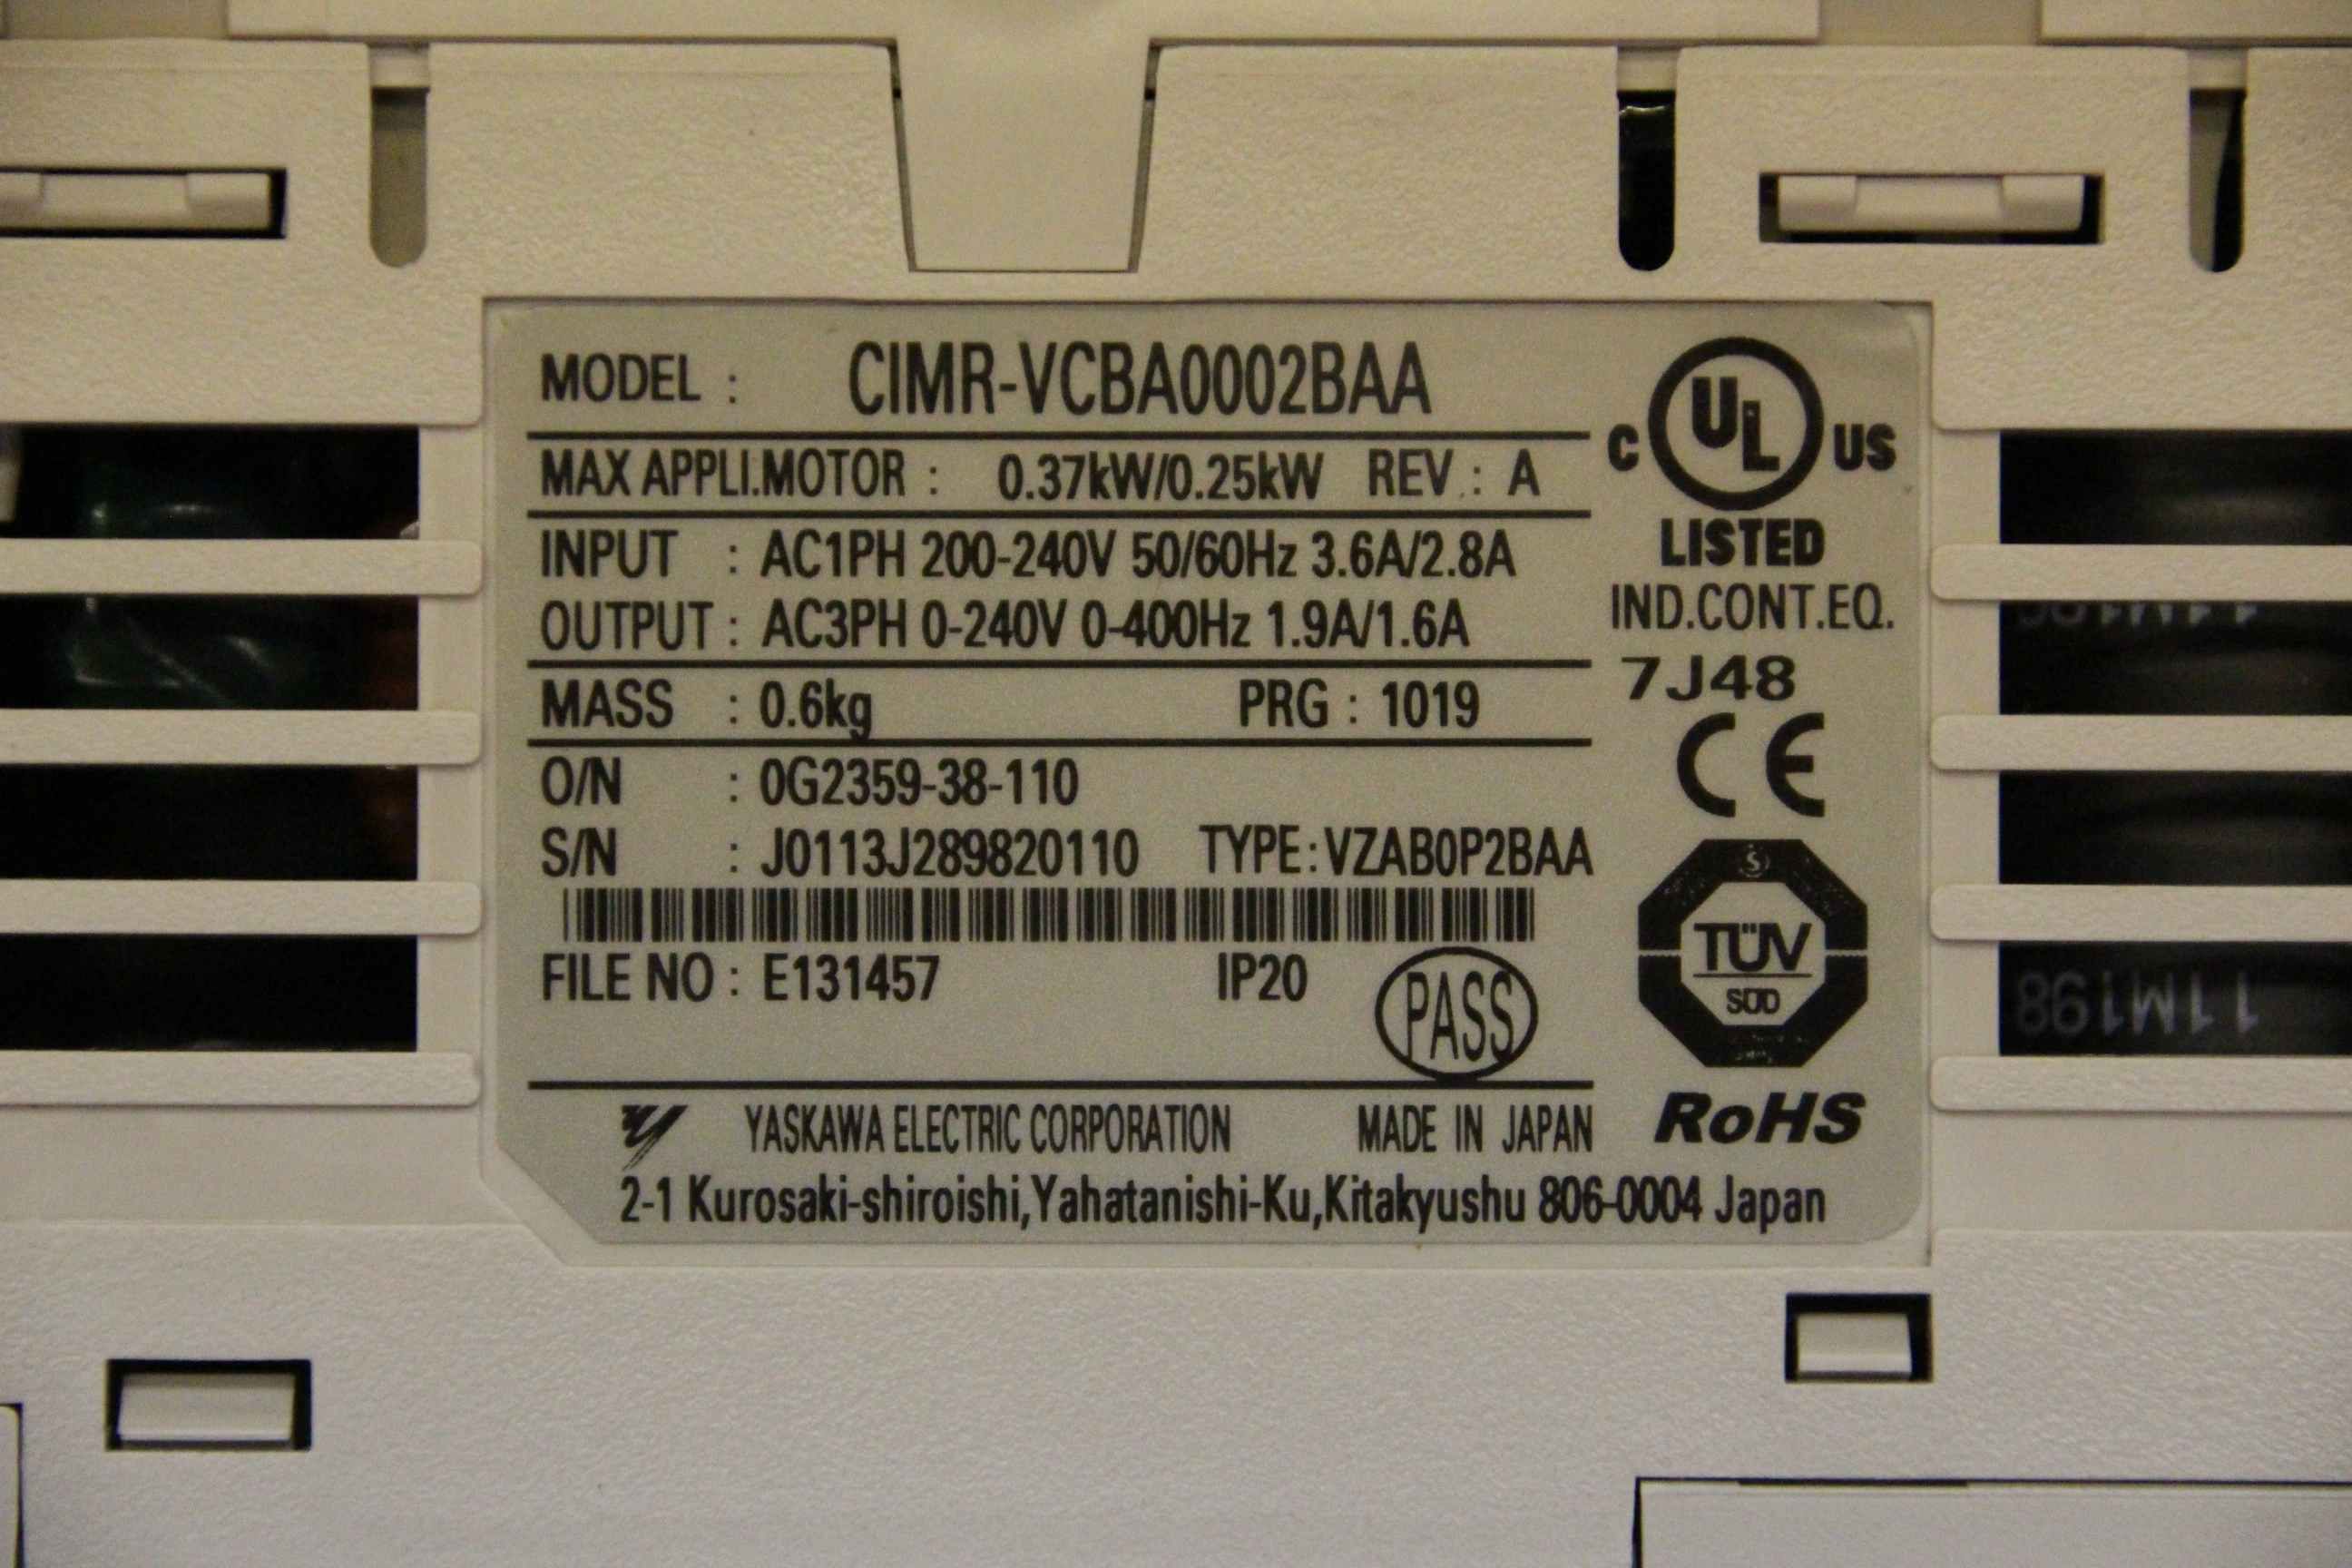 MODEL : CIMR-VCBA0002BAA
MAX APPLI.MOTOR : 0.37kW/0.25kW REV : A
INPUT : AC1PH 200-240V 50/60Hz 3.6A/2.8A
OUTPUT : AC3PH 0-240V 0-400Hz 1.9A/1.6A
MASS : 0.6kg PRG : 1019
O/N : 0G2359-38-110
S/N : J0113J289820110 TYPE:VZAB0P2BAA
FILE NO : E131457 IP20 PASS
YASKAWA ELECTRIC CORPORATION MADE IN JAPAN
2-1 Kurosaki-shiroishi,Yahatanishi-Ku,Kitakyushu 806-0004 Japan
C UL US
LISTED
IND.CONT.EQ.
7J48
CE
TÜV
SÜD
RoHS
11M198